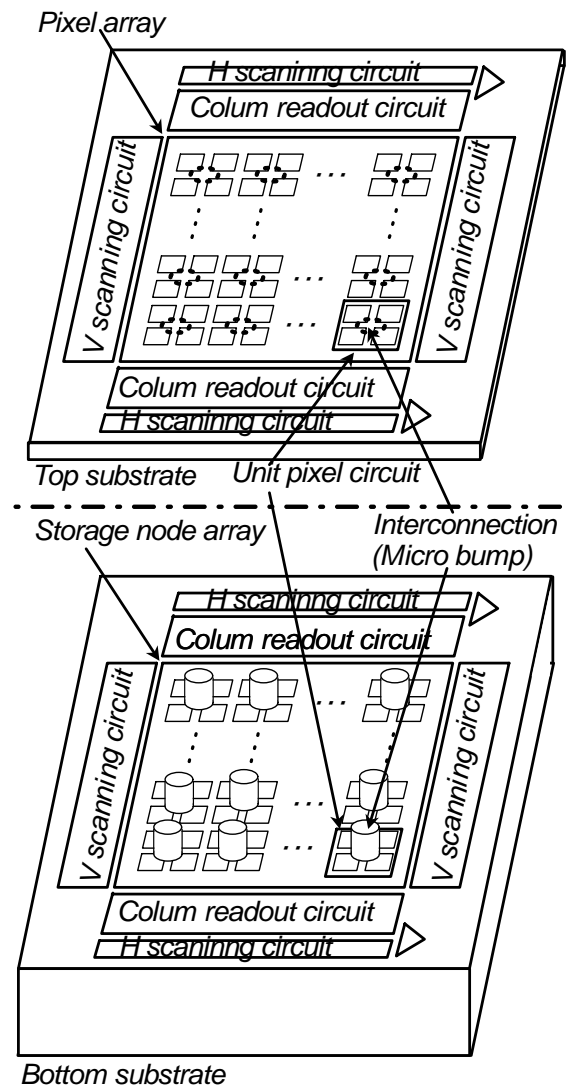 Pixel array
H scaninng circuit
Colum readout circuit
V scanning circuit
V scanning circuit
Colum readout circuit
H scaninng circuit
Top substrate
Unit pixel circuit
Storage node array
Interconnection
(Micro bump)
H scaninng circuit
Colum readout circuit
V scanning circuit
V scanning circuit
Colum readout circuit
H scaninng circuit
Bottom substrate